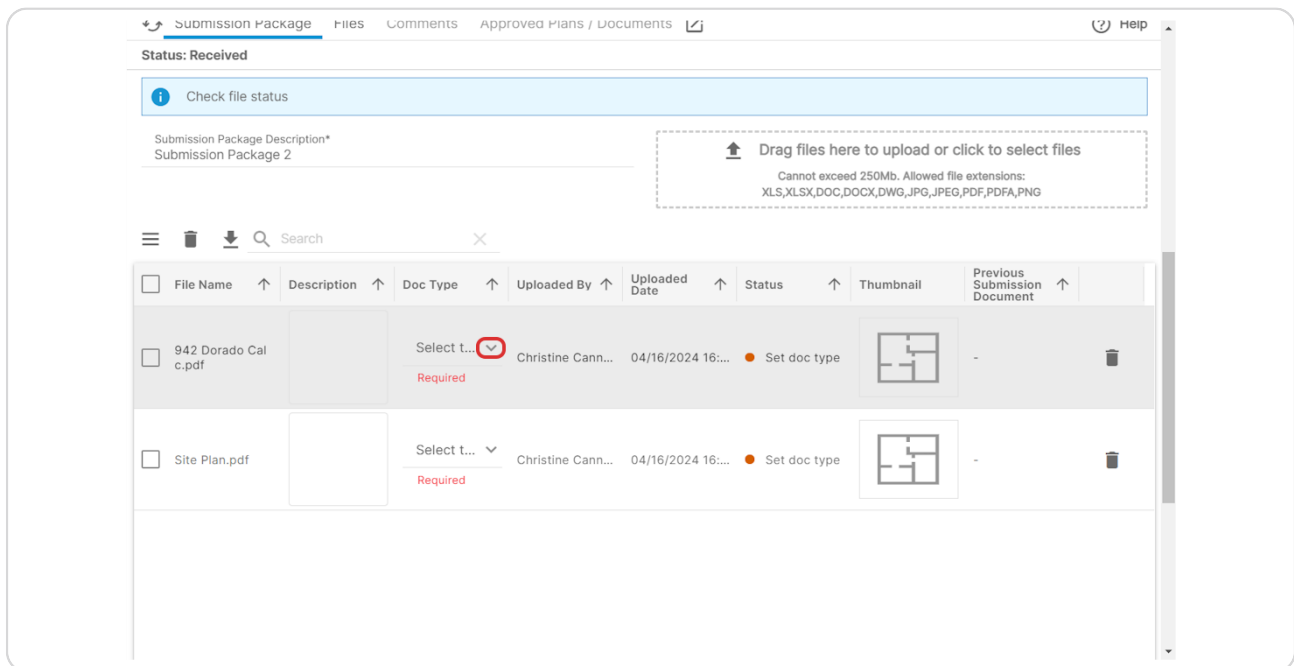 Submission Package Files Comments Approved Plans / Documents Help
Status: Received
Check file status
Submission Package Description*
Submission Package 2
Drag files here to upload or click to select files
Cannot exceed 250Mb. Allowed file extensions:
XLS,XLSX,DOC,DOCX,DWG,JPG,JPEG,PDF,PDFA,PNG
Search
File Name Description Doc Type Uploaded By Uploaded Date Status Thumbnail Previous Submission Document
942 Dorado Cal
c.pdf
Select t...
Required
Christine Cann... 04/16/2024 16:... Set doc type -
Site Plan.pdf
Select t...
Required
Christine Cann... 04/16/2024 16:... Set doc type -